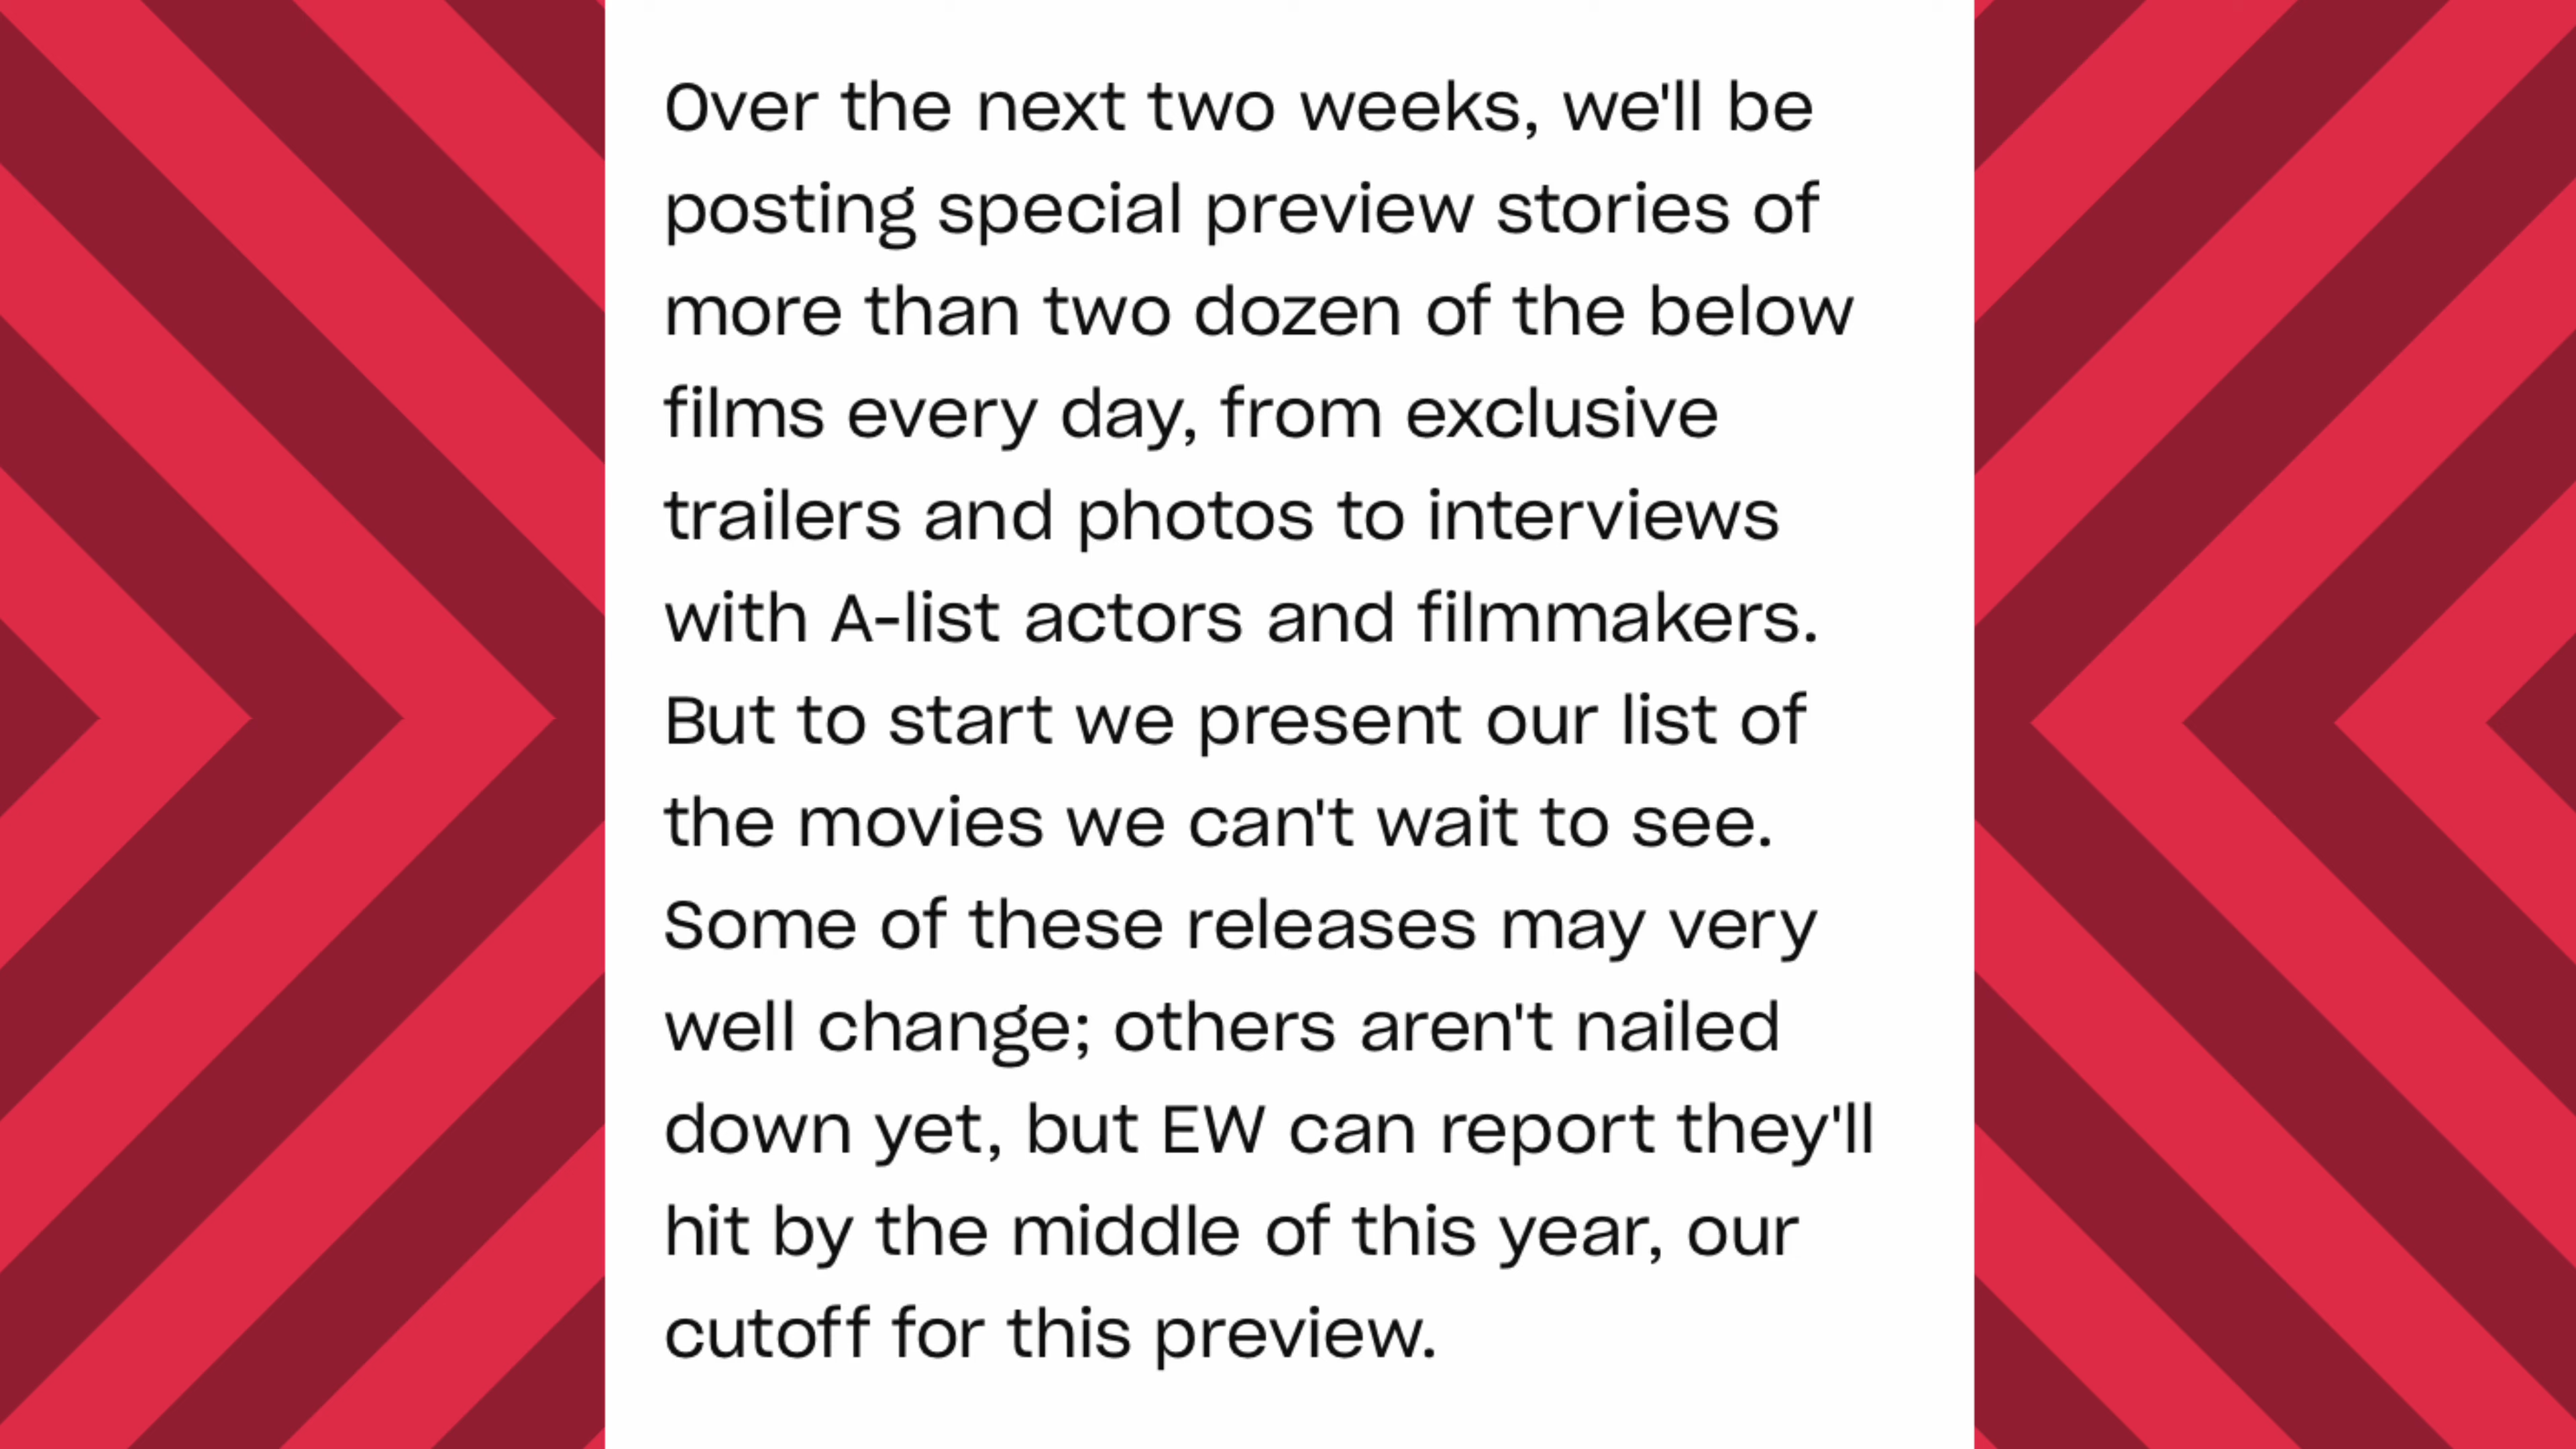 Over the next two weeks, we'll be
posting special preview stories of
more than two dozen of the below
films every day, from exclusive
trailers and photos to interviews
with A-list actors and filmmakers.
But to start we present our list of
the movies we can't wait to see.
Some of these releases may very
well change; others aren't nailed
down yet, but EW can report they'll
hit by the middle of this year, our
cutoff for this preview.